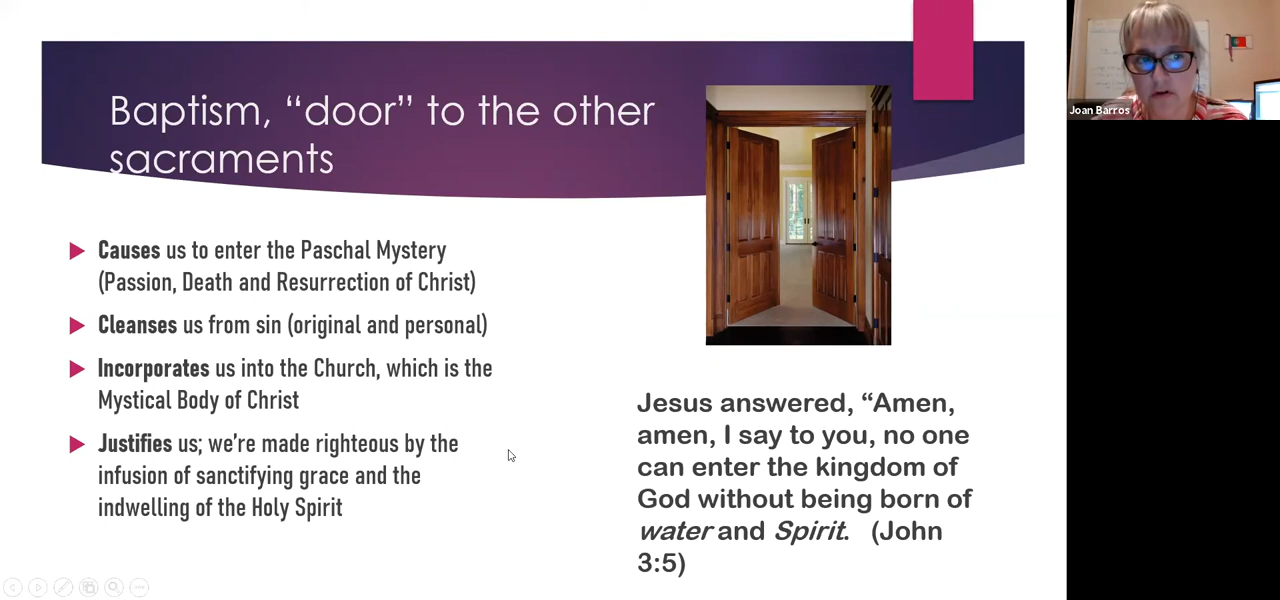 Baptism, “door” to the other
sacraments
Causes us to enter the Paschal Mystery
(Passion, Death and Resurrection of Christ)
Cleanses us from sin (original and personal)
Incorporates us into the Church, which is the
Mystical Body of Christ
Justifies us; we’re made righteous by the
infusion of sanctifying grace and the
indwelling of the Holy Spirit
Jesus answered, “Amen,
amen, I say to you, no one
can enter the kingdom of
God without being born of
water and Spirit. (John
3:5)
Joan Barros